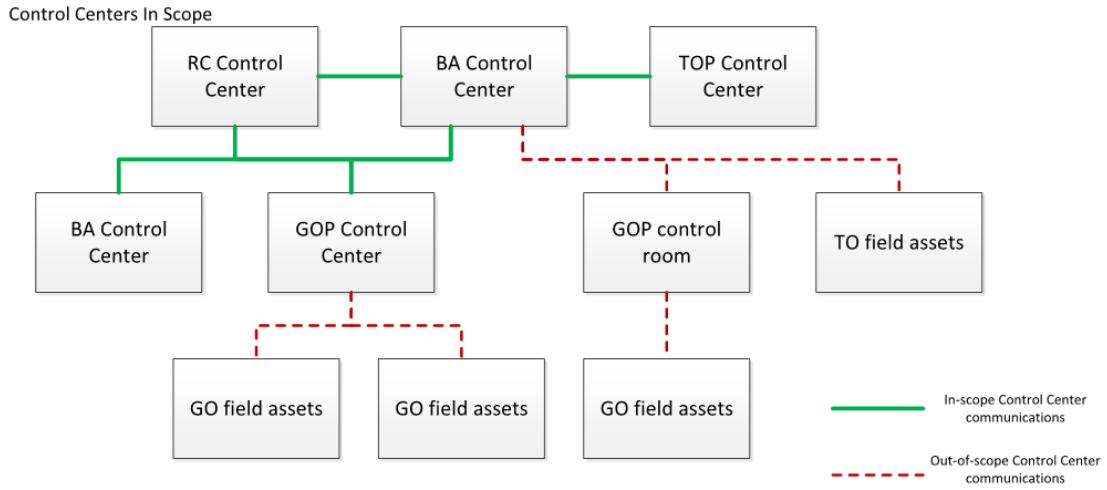 Control Centers In Scope
RC Control
Center
BA Control
Center
TOP Control
Center
BA Control
Center
GOP Control
Center
GOP control
room
TO field assets
GO field assets
GO field assets
GO field assets
In-scope Control Center
communications
Out-of-scope Control Center
communications